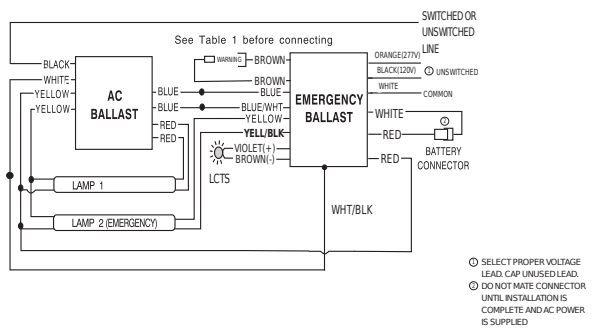 SWITCHED OR
UNSWITCHED
LINE
See Table 1 before connecting
ORANGE(277V)
WARNING
BROWN
BLACK
BLACK(120V)
① UNSWITCHED
WHITE
AC
BALLAST
BROWN
WHITE
COMMON
YELLOW
BLUE
BLUE
EMERGENCY
BALLAST
YELLOW
BLUE
BLUE/WHT
WHITE
YELLOW
②
RED
YELL/BLK
RED
RED
BATTERY
CONNECTOR
VIOLET(+)
BROWN(-)
RED
LCTS
LAMP 1
WHT/BLK
LAMP 2 (EMERGENCY)
① SELECT PROPER VOLTAGE
LEAD. CAP UNUSED LEAD.
② DO NOT MATE CONNECTOR
UNTIL INSTALLATION IS
COMPLETE AND AC POWER
IS SUPPLIED